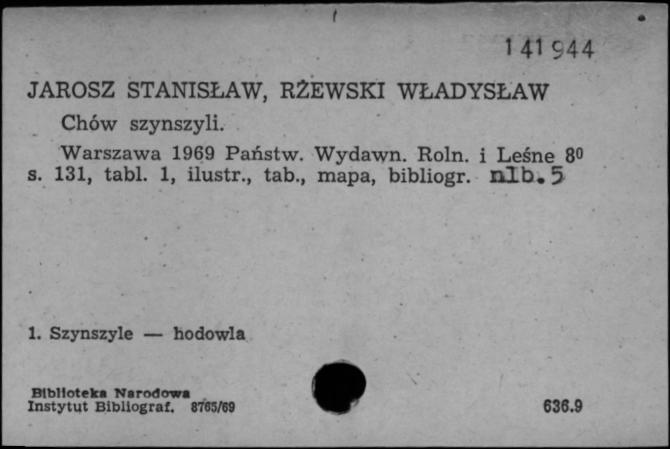 141944
JAROSZ STANISŁAW, RŻEWSKI WŁADYSŁAW
Chów szynszyli.
Warszawa 1969 Państw. Wydawn. Roln. i Leśne 8⁰
s. 131, tabl. 1, ilustr., tab., mapa, bibliogr. nlb. 5
1. Szynszyle — hodowla
Biblioteka Narodowa
Instytut Bibliograf. 8765/69
636.9